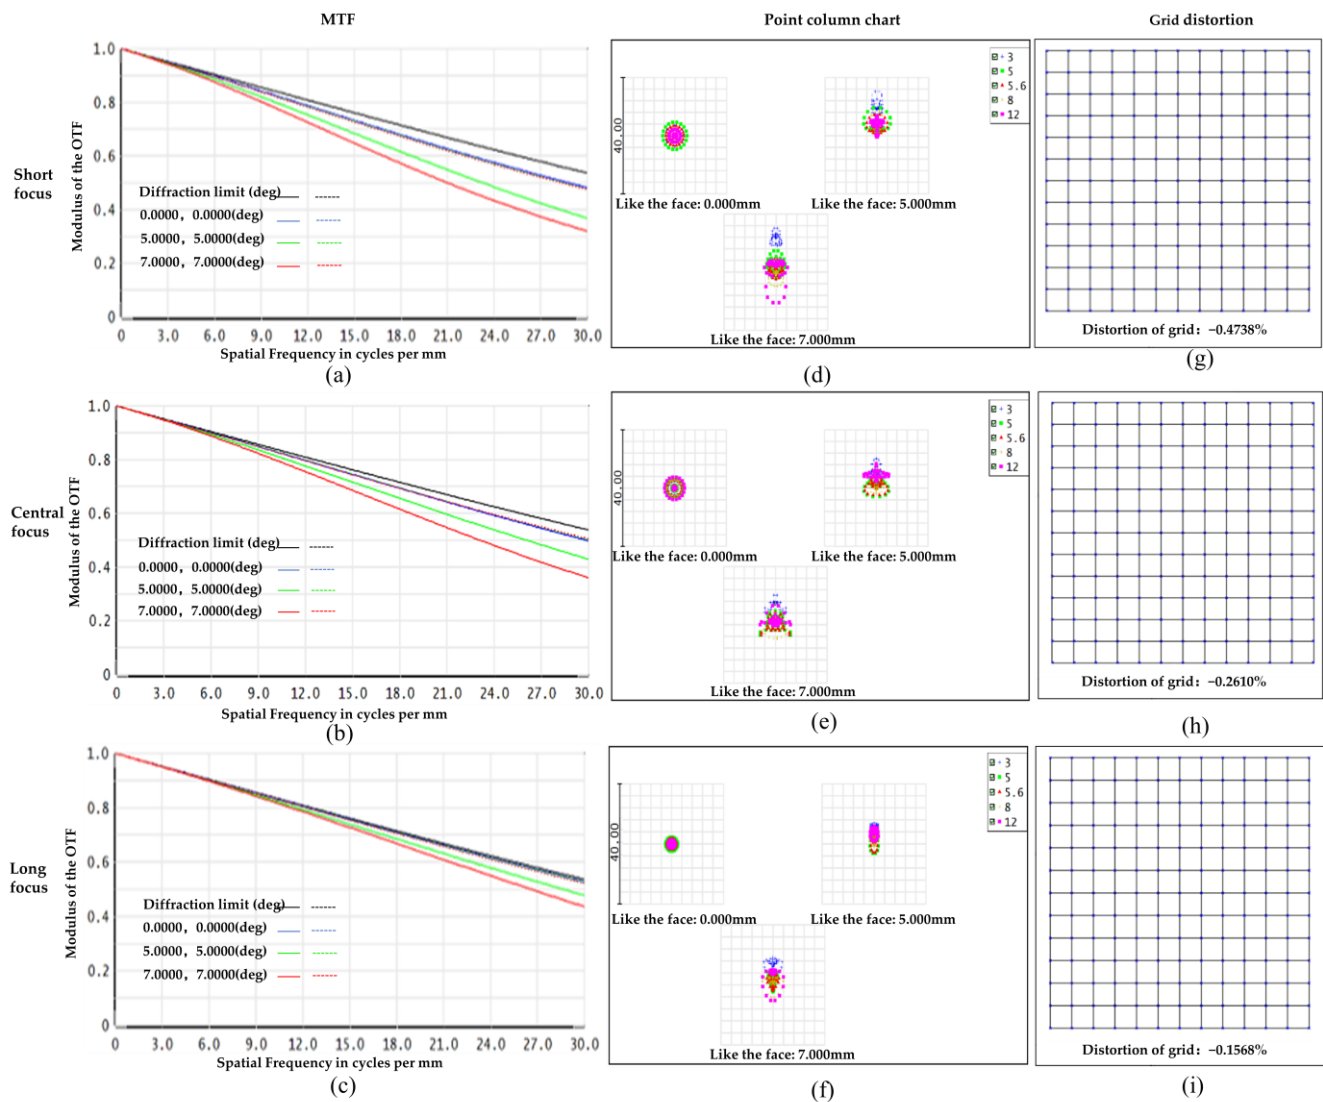 MTF
Point column chart
Grid distortion
Short
focus
Modulus of the OTF
1.0
0.8
0.6
0.4
0.2
0
Diffraction limit (deg)
0.0000, 0.0000(deg)
5.0000, 5.0000(deg)
7.0000, 7.0000(deg)
0 3.0 6.0 9.0 12.0 15.0 18.0 21.0 24.0 27.0 30.0
Spatial Frequency in cycles per mm
(a)
40.00
3
5
5.6
8
12
Like the face: 0.000mm
Like the face: 5.000mm
Like the face: 7.000mm
(d)
Distortion of grid: −0.4738%
(g)
Central
focus
Modulus of the OTF
1.0
0.8
0.6
0.4
0.2
0
Diffraction limit (deg)
0.0000, 0.0000(deg)
5.0000, 5.0000(deg)
7.0000, 7.0000(deg)
0 3.0 6.0 9.0 12.0 15.0 18.0 21.0 24.0 27.0 30.0
Spatial Frequency in cycles per mm
(b)
40.00
3
5
5.6
8
12
Like the face: 0.000mm
Like the face: 5.000mm
Like the face: 7.000mm
(e)
Distortion of grid: −0.2610%
(h)
Long
focus
Modulus of the OTF
1.0
0.8
0.6
0.4
0.2
0
Diffraction limit (deg)
0.0000, 0.0000(deg)
5.0000, 5.0000(deg)
7.0000, 7.0000(deg)
0 3.0 6.0 9.0 12.0 15.0 18.0 21.0 24.0 27.0 30.0
Spatial Frequency in cycles per mm
(c)
40.00
3
5
5.6
8
12
Like the face: 0.000mm
Like the face: 5.000mm
Like the face: 7.000mm
(f)
Distortion of grid: −0.1568%
(i)